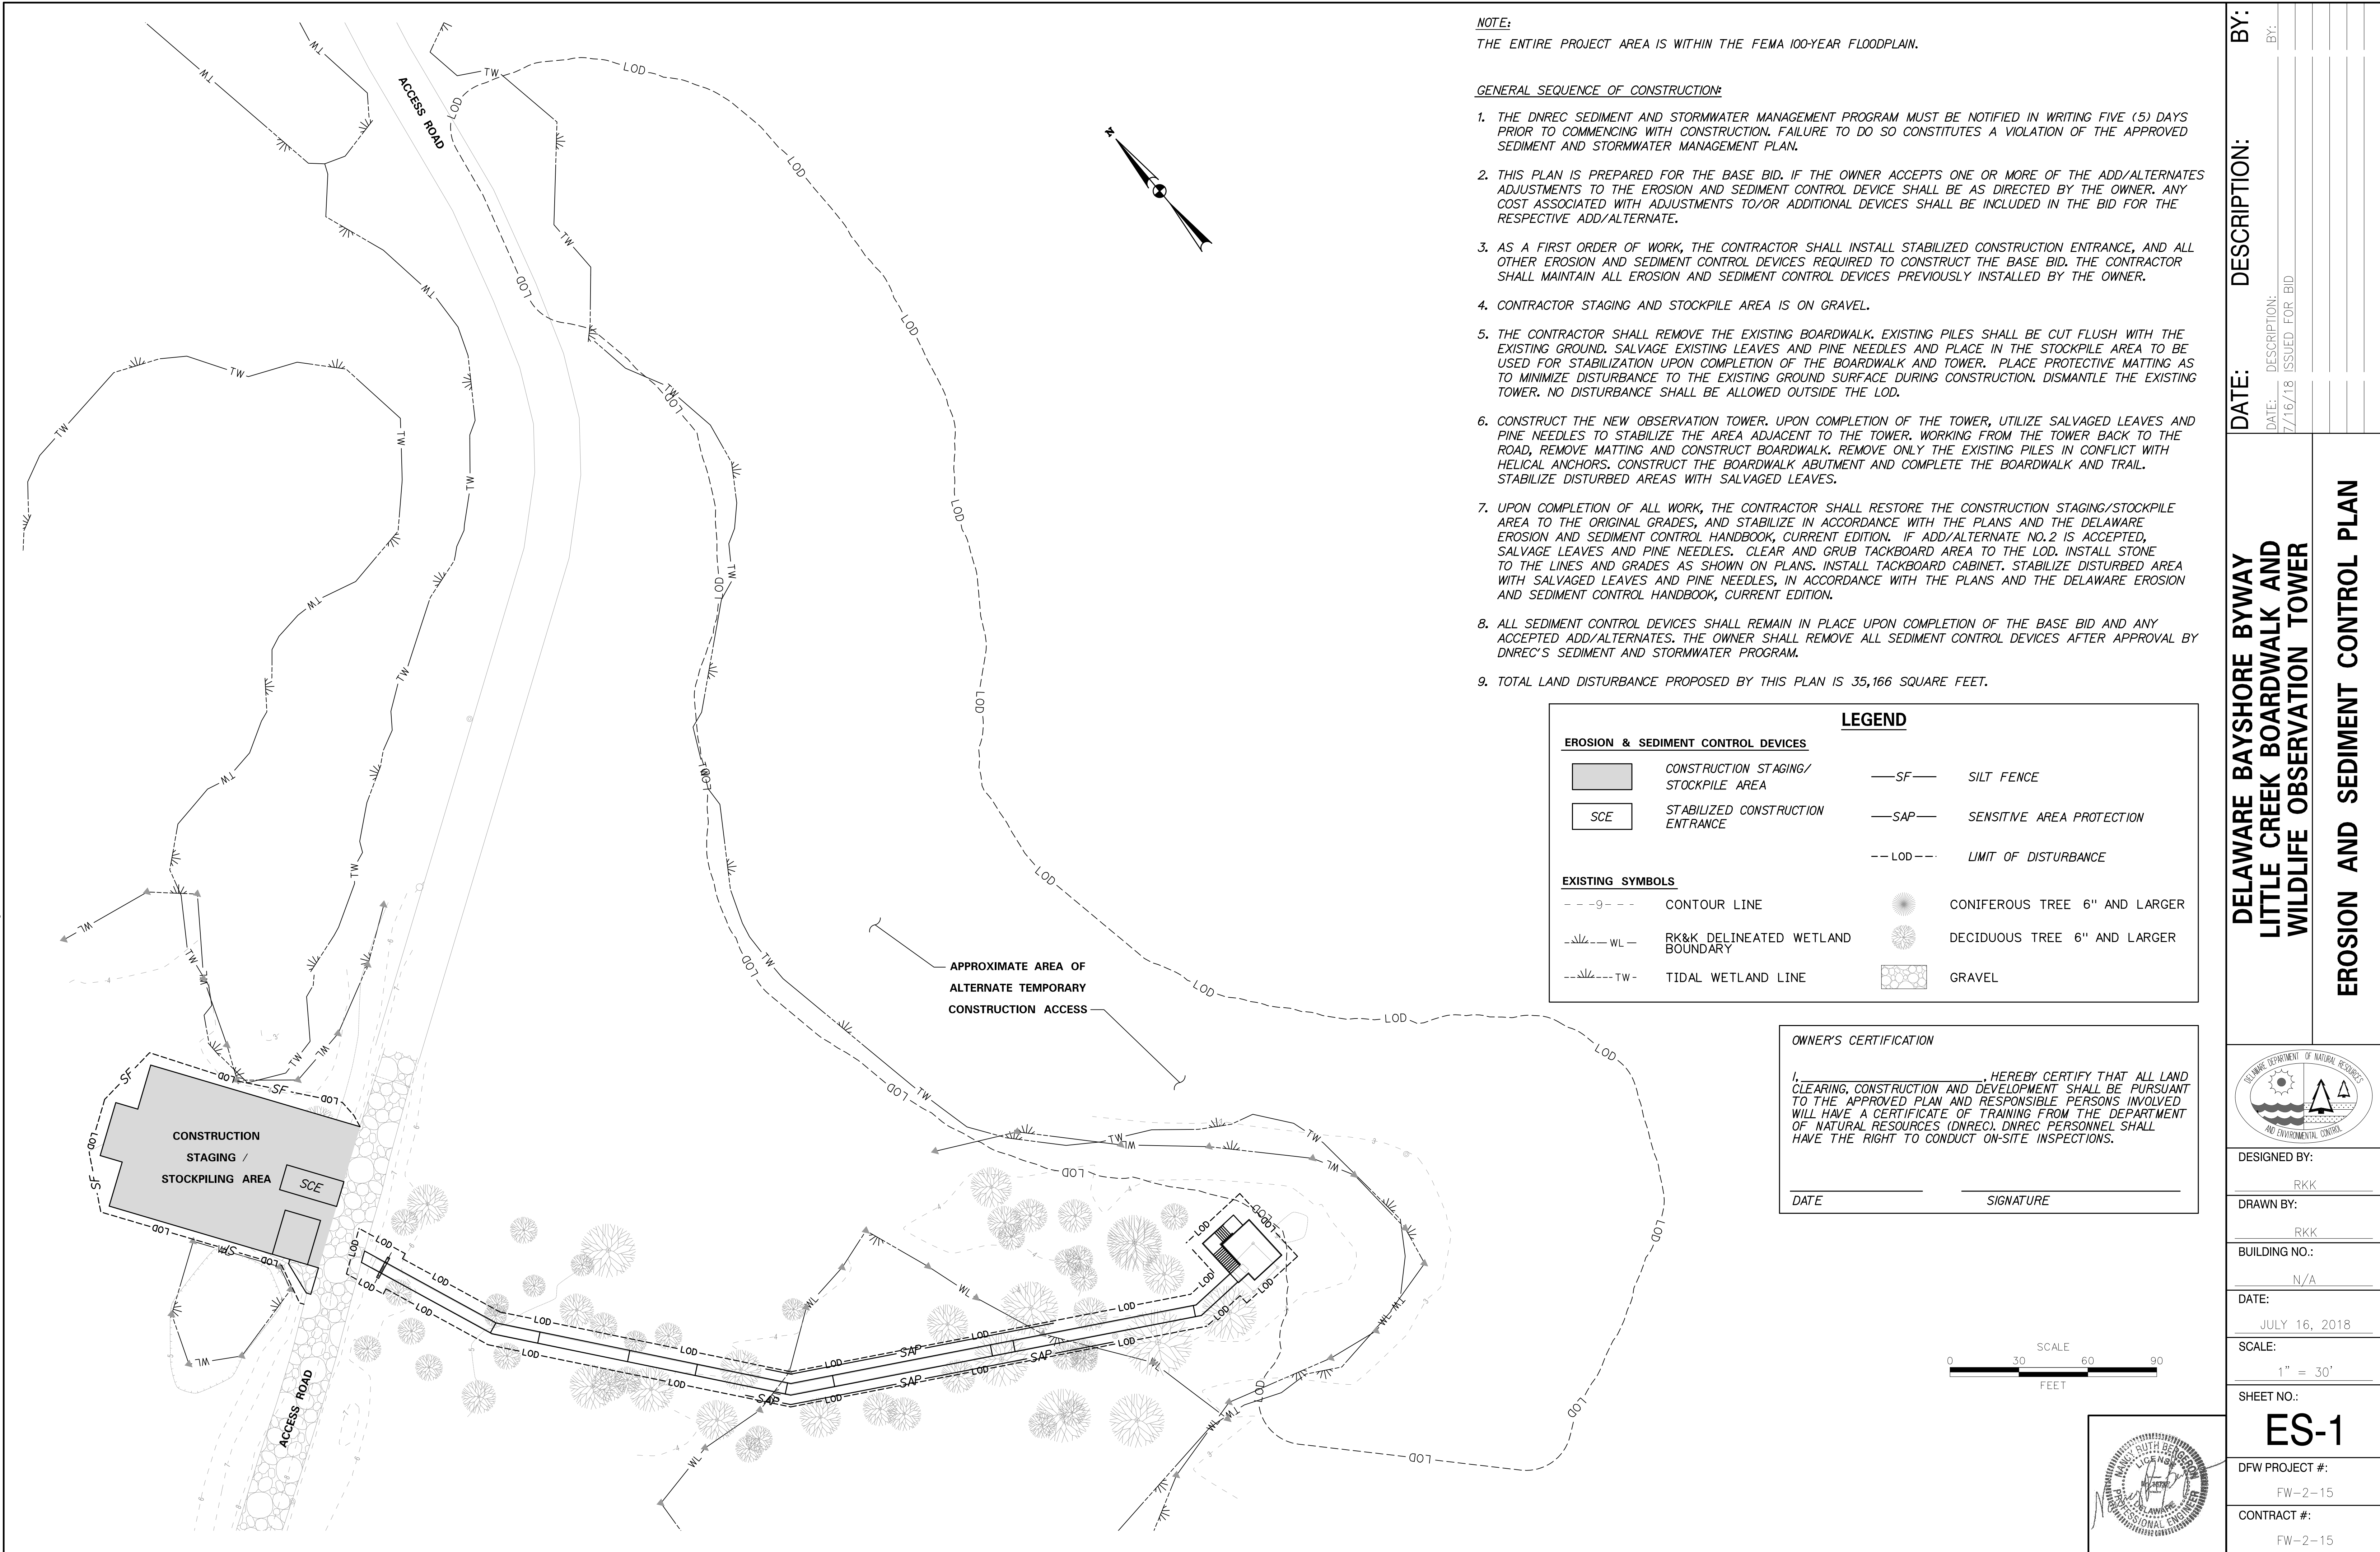 NOTE:
THE ENTIRE PROJECT AREA IS WITHIN THE FEMA 100-YEAR FLOODPLAIN.
GENERAL SEQUENCE OF CONSTRUCTION:
1. THE DNREC SEDIMENT AND STORMWATER MANAGEMENT PROGRAM MUST BE NOTIFIED IN WRITING FIVE (5) DAYS
PRIOR TO COMMENCING WITH CONSTRUCTION. FAILURE TO DO SO CONSTITUTES A VIOLATION OF THE APPROVED
SEDIMENT AND STORMWATER MANAGEMENT PLAN.
2. THIS PLAN IS PREPARED FOR THE BASE BID. IF THE OWNER ACCEPTS ONE OR MORE OF THE ADD/ALTERNATES
ADJUSTMENTS TO THE EROSION AND SEDIMENT CONTROL DEVICE SHALL BE AS DIRECTED BY THE OWNER. ANY
COST ASSOCIATED WITH ADJUSTMENTS TO/OR ADDITIONAL DEVICES SHALL BE INCLUDED IN THE BID FOR THE
RESPECTIVE ADD/ALTERNATE.
3. AS A FIRST ORDER OF WORK, THE CONTRACTOR SHALL INSTALL STABILIZED CONSTRUCTION ENTRANCE, AND ALL
OTHER EROSION AND SEDIMENT CONTROL DEVICES REQUIRED TO CONSTRUCT THE BASE BID. THE CONTRACTOR
SHALL MAINTAIN ALL EROSION AND SEDIMENT CONTROL DEVICES PREVIOUSLY INSTALLED BY THE OWNER.
4. CONTRACTOR STAGING AND STOCKPILE AREA IS ON GRAVEL.
5. THE CONTRACTOR SHALL REMOVE THE EXISTING BOARDWALK. EXISTING PILES SHALL BE CUT FLUSH WITH THE
EXISTING GROUND. SALVAGE EXISTING LEAVES AND PINE NEEDLES AND PLACE IN THE STOCKPILE AREA TO BE
USED FOR STABILIZATION UPON COMPLETION OF THE BOARDWALK AND TOWER. PLACE PROTECTIVE MATTING AS
TO MINIMIZE DISTURBANCE TO THE EXISTING GROUND SURFACE DURING CONSTRUCTION. DISMANTLE THE EXISTING
TOWER. NO DISTURBANCE SHALL BE ALLOWED OUTSIDE THE LOD.
6. CONSTRUCT THE NEW OBSERVATION TOWER. UPON COMPLETION OF THE TOWER, UTILIZE SALVAGED LEAVES AND
PINE NEEDLES TO STABILIZE THE AREA ADJACENT TO THE TOWER. WORKING FROM THE TOWER BACK TO THE
ROAD, REMOVE MATTING AND CONSTRUCT BOARDWALK. REMOVE ONLY THE EXISTING PILES IN CONFLICT WITH
HELICAL ANCHORS. CONSTRUCT THE BOARDWALK ABUTMENT AND COMPLETE THE BOARDWALK AND TRAIL.
STABILIZE DISTURBED AREAS WITH SALVAGED LEAVES.
7. UPON COMPLETION OF ALL WORK, THE CONTRACTOR SHALL RESTORE THE CONSTRUCTION STAGING/STOCKPILE
AREA TO THE ORIGINAL GRADES, AND STABILIZE IN ACCORDANCE WITH THE PLANS AND THE DELAWARE
EROSION AND SEDIMENT CONTROL HANDBOOK, CURRENT EDITION. IF ADD/ALTERNATE NO.2 IS ACCEPTED,
SALVAGE LEAVES AND PINE NEEDLES. CLEAR AND GRUB TACKBOARD AREA TO THE LOD. INSTALL STONE
TO THE LINES AND GRADES AS SHOWN ON PLANS. INSTALL TACKBOARD CABINET. STABILIZE DISTURBED AREA
WITH SALVAGED LEAVES AND PINE NEEDLES, IN ACCORDANCE WITH THE PLANS AND THE DELAWARE EROSION
AND SEDIMENT CONTROL HANDBOOK, CURRENT EDITION.
8. ALL SEDIMENT CONTROL DEVICES SHALL REMAIN IN PLACE UPON COMPLETION OF THE BASE BID AND ANY
ACCEPTED ADD/ALTERNATES. THE OWNER SHALL REMOVE ALL SEDIMENT CONTROL DEVICES AFTER APPROVAL BY
DNREC'S SEDIMENT AND STORMWATER PROGRAM.
9. TOTAL LAND DISTURBANCE PROPOSED BY THIS PLAN IS 35,166 SQUARE FEET.
LEGEND
EROSION & SEDIMENT CONTROL DEVICES
CONSTRUCTION STAGING/
STOCKPILE AREA
SCE
STABILIZED CONSTRUCTION
ENTRANCE
SF
SILT FENCE
SAP
SENSITIVE AREA PROTECTION
LOD
LIMIT OF DISTURBANCE
EXISTING SYMBOLS
9
CONTOUR LINE
WL
RK&K DELINEATED WETLAND
BOUNDARY
TW
TIDAL WETLAND LINE
CONIFEROUS TREE 6" AND LARGER
DECIDUOUS TREE 6" AND LARGER
GRAVEL
OWNER'S CERTIFICATION
I, , HEREBY CERTIFY THAT ALL LAND
CLEARING, CONSTRUCTION AND DEVELOPMENT SHALL BE PURSUANT
TO THE APPROVED PLAN AND RESPONSIBLE PERSONS INVOLVED
WILL HAVE A CERTIFICATE OF TRAINING FROM THE DEPARTMENT
OF NATURAL RESOURCES (DNREC). DNREC PERSONNEL SHALL
HAVE THE RIGHT TO CONDUCT ON-SITE INSPECTIONS.
DATE
SIGNATURE
SCALE
0 30 60 90
FEET
ACCESS ROAD
N
APPROXIMATE AREA OF
ALTERNATE TEMPORARY
CONSTRUCTION ACCESS
CONSTRUCTION
STAGING /
STOCKPILING AREA
SCE
ACCESS ROAD
LOD
TW
WL
SF
SAP
BY:
DESCRIPTION:
DATE:
BY:
DESCRIPTION:
DATE:
7/16/18 ISSUED FOR BID
DELAWARE BAYSHORE BYWAY
LITTLE CREEK BOARDWALK AND
WILDLIFE OBSERVATION TOWER
EROSION AND SEDIMENT CONTROL PLAN
DELAWARE DEPARTMENT OF NATURAL RESOURCES
AND ENVIRONMENTAL CONTROL
DESIGNED BY:
RKK
DRAWN BY:
RKK
BUILDING NO.:
N/A
DATE:
JULY 16, 2018
SCALE:
1" = 30'
SHEET NO.:
ES-1
DFW PROJECT #:
FW-2-15
CONTRACT #:
FW-2-15
NANCY RUTH BERGERON
LICENSE
DELAWARE
PROFESSIONAL ENGINEER